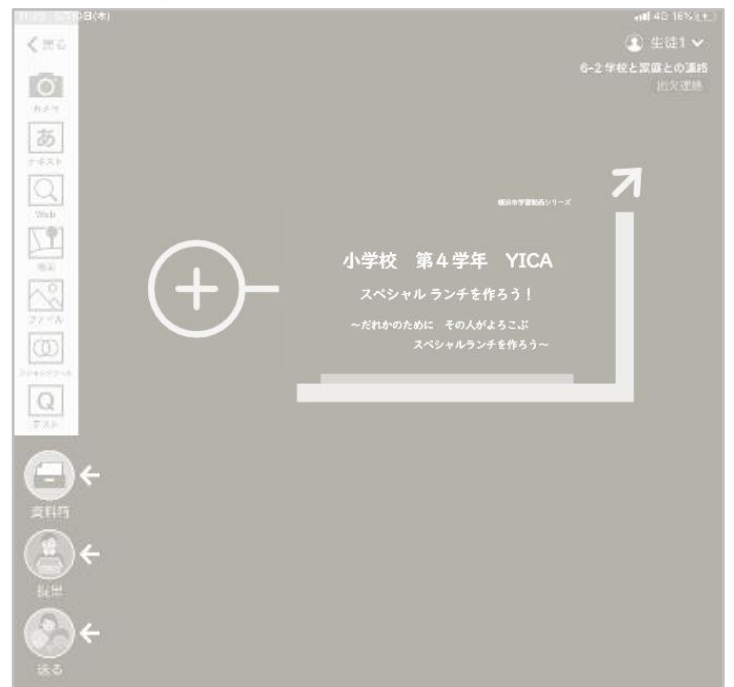 戻る
カメラ
テキスト
Web
地図
ファイル
テスト
資料箱
提出
送る
4G 16%
生徒1
6-2 学校と家庭との連絡
出欠連絡
横浜市学習動画シリーズ
小学校 第4学年 YICA
スペシャル ランチを作ろう！
～だれかのために その人がよろこぶ
スペシャルランチを作ろう～